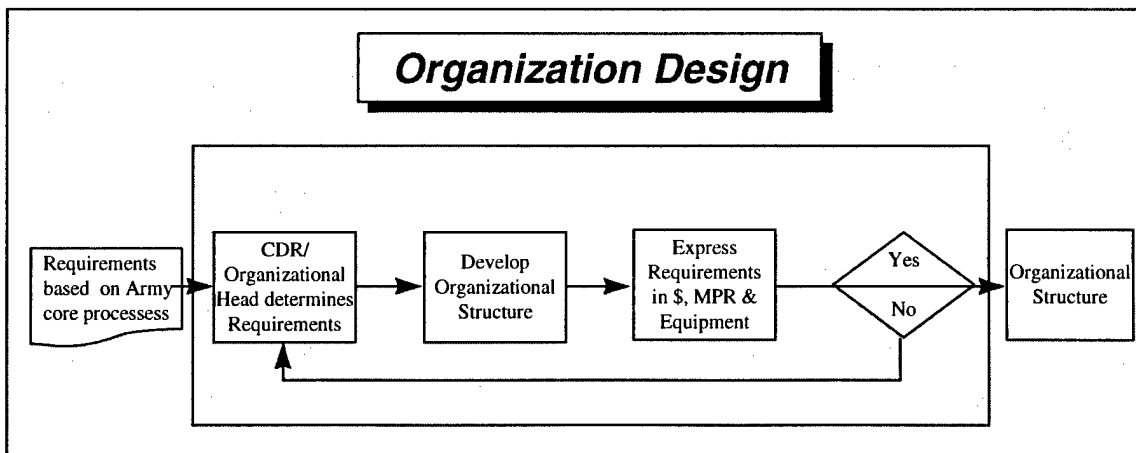 Organization Design
Requirements
based on Army
core processess
CDR/
Organizational
Head determines
Requirements
Develop
Organizational
Structure
Express
Requirements
in $, MPR &
Equipment
Yes
No
Organizational
Structure